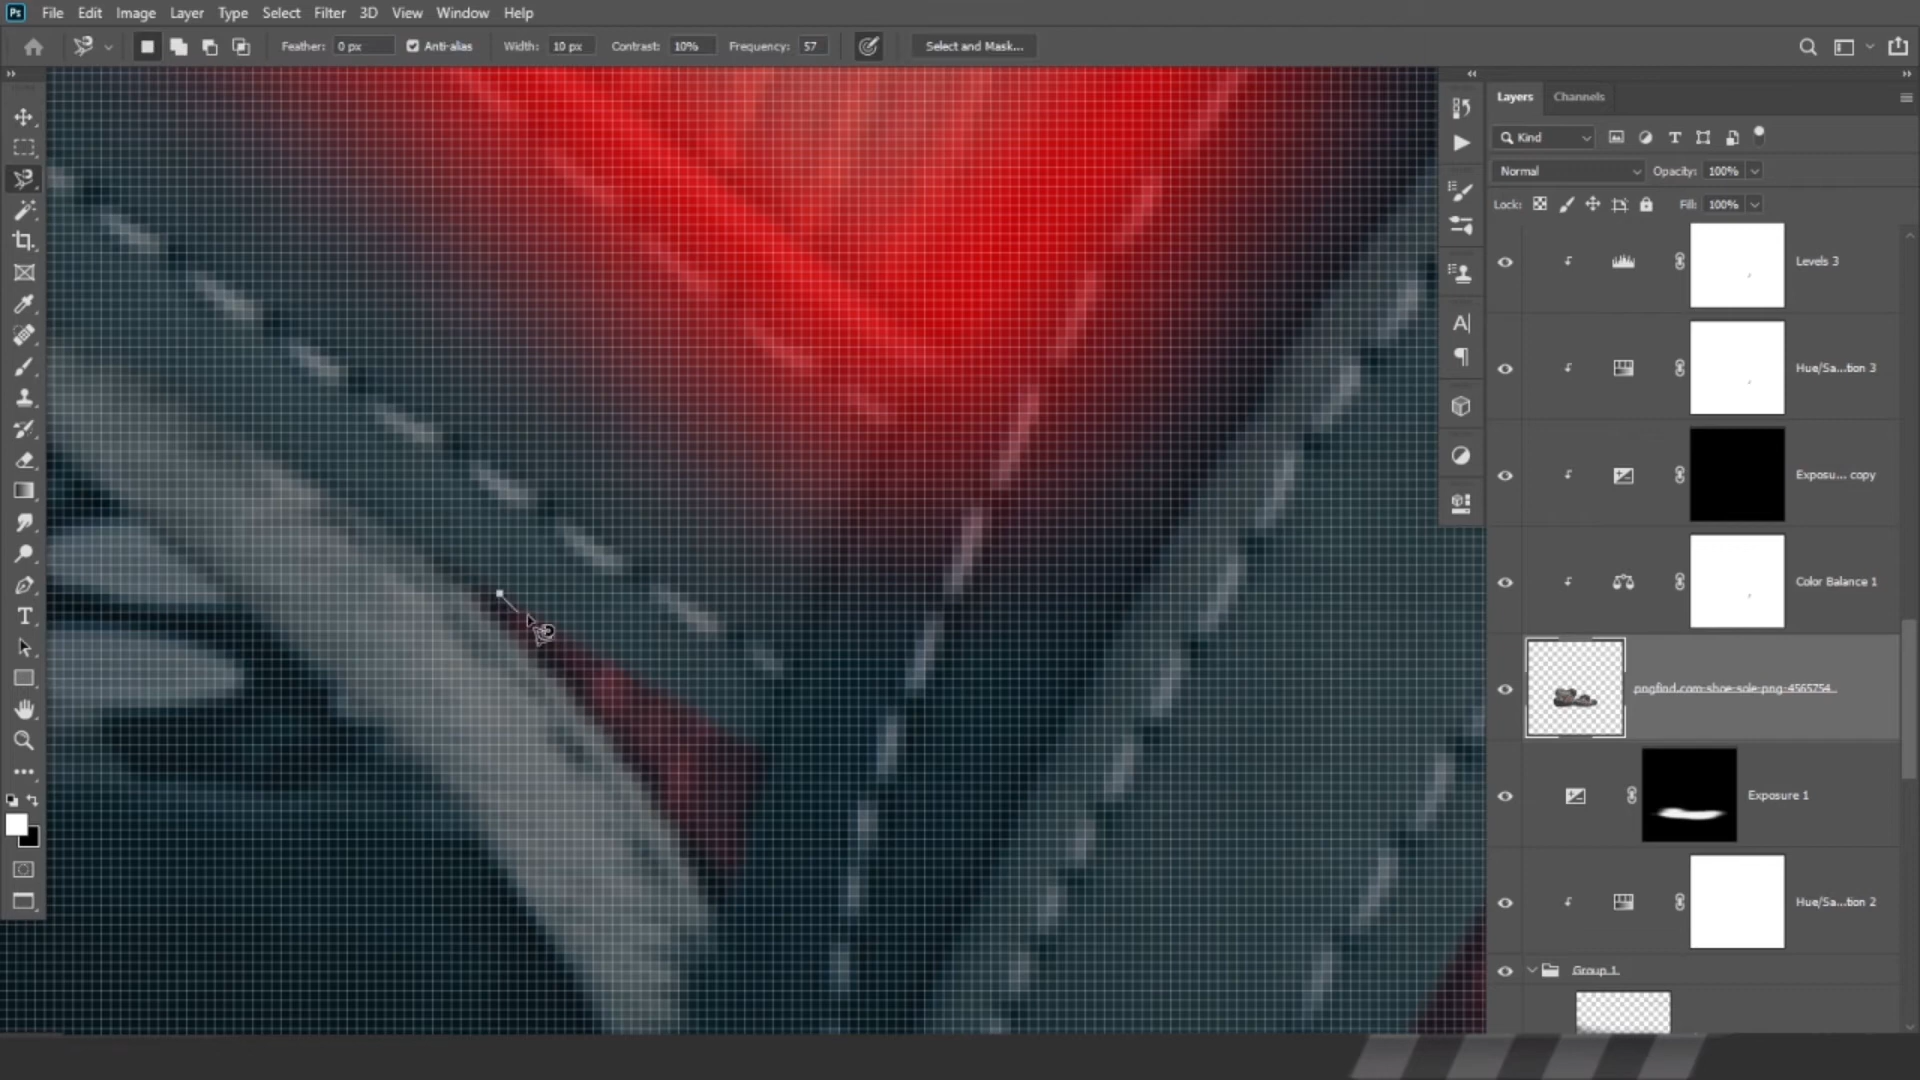 Ps File Edit Image Layer Type Select Filter 3D View Window Help
Feather: 0 px Anti-alias Width: 10 px Contrast: 10% Frequency: 57 Select and Mask...
Layers Channels
Kind
Normal Opacity: 100%
Lock: Fill: 100%
Levels 3
Hue/Sa...tion 3
Exposu... copy
Color Balance 1
pngfind.com-shoe-sole-png-4565754...
Exposure 1
Hue/Sa...tion 2
Group 1